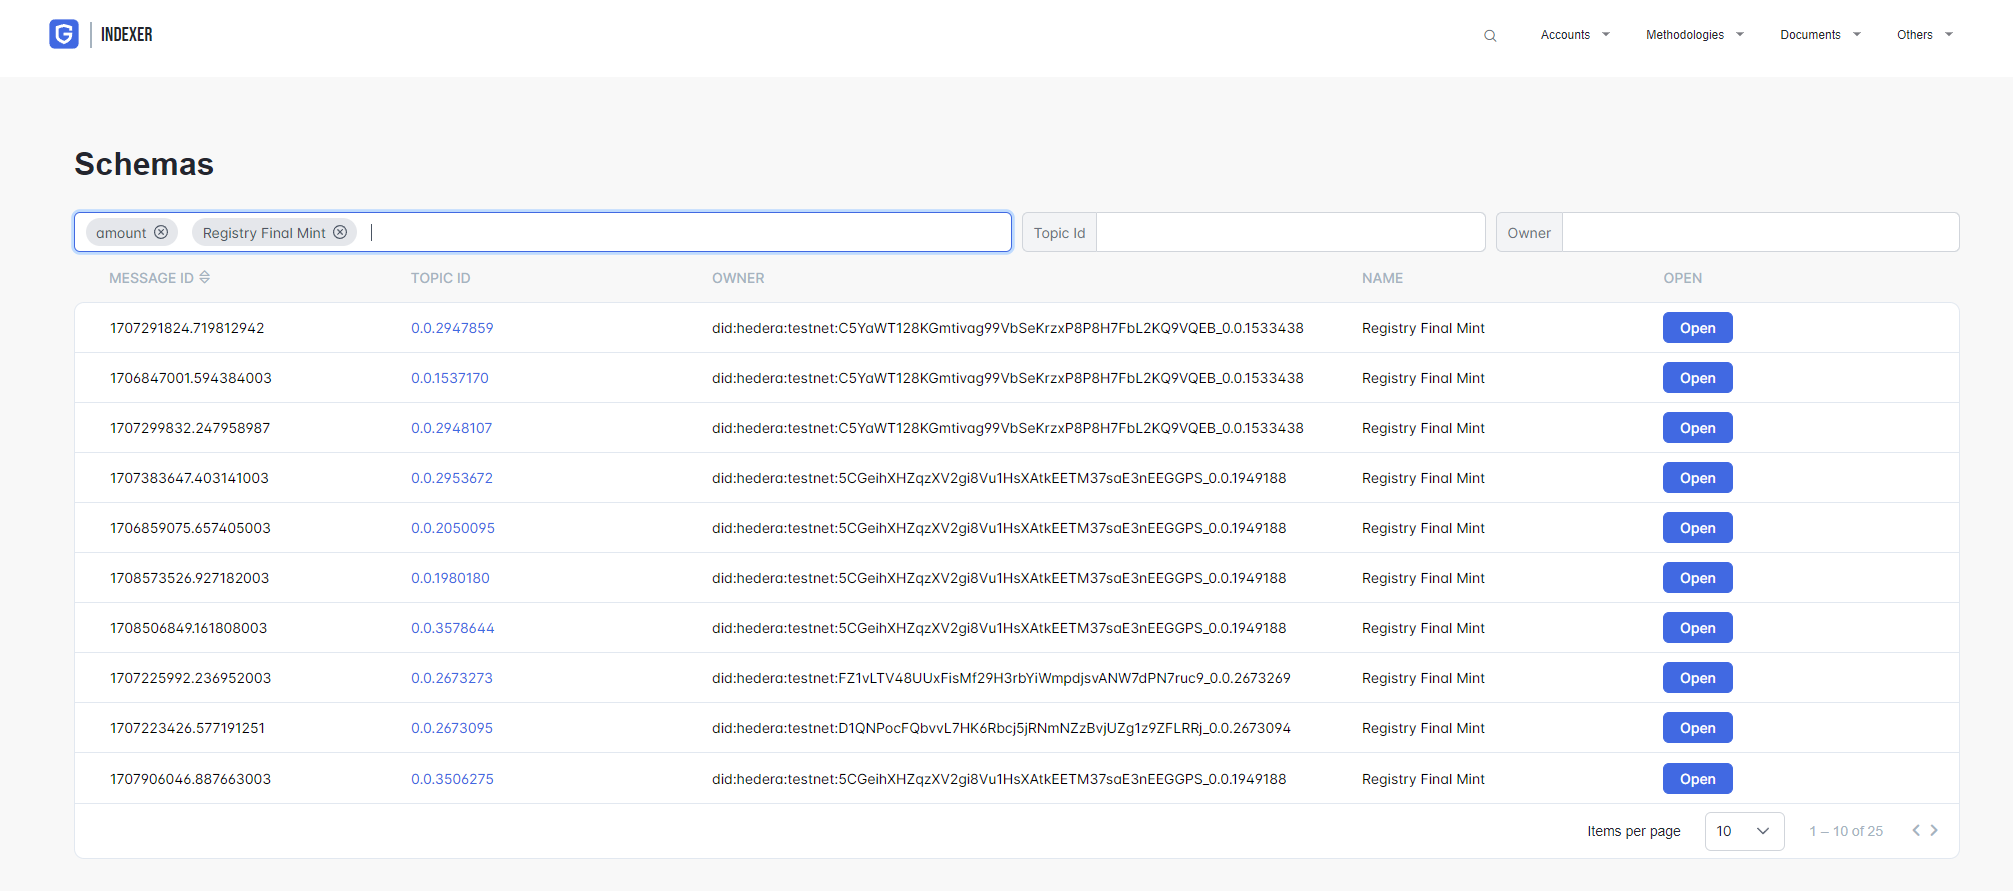 INDEXER Accounts Methodologies Documents Others
Schemas
amount Registry Final Mint Topic Id Owner
MESSAGE ID TOPIC ID OWNER NAME OPEN
1707291824.719812942 0.0.2947859 did:hedera:testnet:C5YaWT128KGmtivag99VbSeKrzxP8P8H7FbL2KQ9VQEB_0.0.1533438 Registry Final Mint Open
1706847001.594384003 0.0.1537170 did:hedera:testnet:C5YaWT128KGmtivag99VbSeKrzxP8P8H7FbL2KQ9VQEB_0.0.1533438 Registry Final Mint Open
1707299832.247958987 0.0.2948107 did:hedera:testnet:C5YaWT128KGmtivag99VbSeKrzxP8P8H7FbL2KQ9VQEB_0.0.1533438 Registry Final Mint Open
1707383647.403141003 0.0.2953672 did:hedera:testnet:5CGeihXHZqzXV2gi8Vu1HsXAtkEETM37saE3nEEGGPS_0.0.1949188 Registry Final Mint Open
1706859075.657405003 0.0.2050095 did:hedera:testnet:5CGeihXHZqzXV2gi8Vu1HsXAtkEETM37saE3nEEGGPS_0.0.1949188 Registry Final Mint Open
1708573526.927182003 0.0.1980180 did:hedera:testnet:5CGeihXHZqzXV2gi8Vu1HsXAtkEETM37saE3nEEGGPS_0.0.1949188 Registry Final Mint Open
1708506849.161808003 0.0.3578644 did:hedera:testnet:5CGeihXHZqzXV2gi8Vu1HsXAtkEETM37saE3nEEGGPS_0.0.1949188 Registry Final Mint Open
1707225992.236952003 0.0.2673273 did:hedera:testnet:FZ1vLTV48UUxFisMf29H3rbYiWmpdjsvANW7dPN7ruc9_0.0.2673269 Registry Final Mint Open
1707223426.577191251 0.0.2673095 did:hedera:testnet:D1QNPocFQbvvL7HK6Rbcj5jRNmNZzBvjUZg1z9ZFLRRj_0.0.2673094 Registry Final Mint Open
1707906046.887663003 0.0.3506275 did:hedera:testnet:5CGeihXHZqzXV2gi8Vu1HsXAtkEETM37saE3nEEGGPS_0.0.1949188 Registry Final Mint Open
Items per page 10 1 – 10 of 25